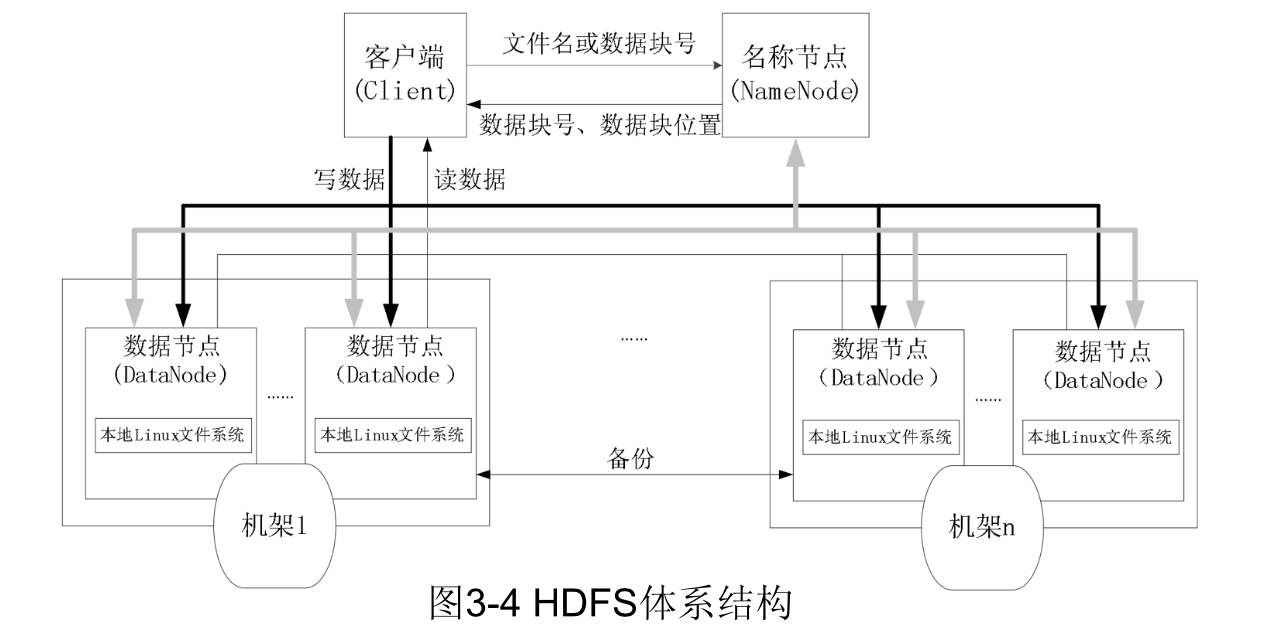 客户端
(Client)
文件名或数据块号
名称节点
(NameNode)
数据块号、数据块位置
写数据
读数据
数据节点
(DataNode)
本地Linux文件系统
……
数据节点
（DataNode）
本地Linux文件系统
机架1
……
备份
数据节点
（DataNode）
本地Linux文件系统
……
数据节点
（DataNode）
本地Linux文件系统
机架n
图3-4 HDFS体系结构